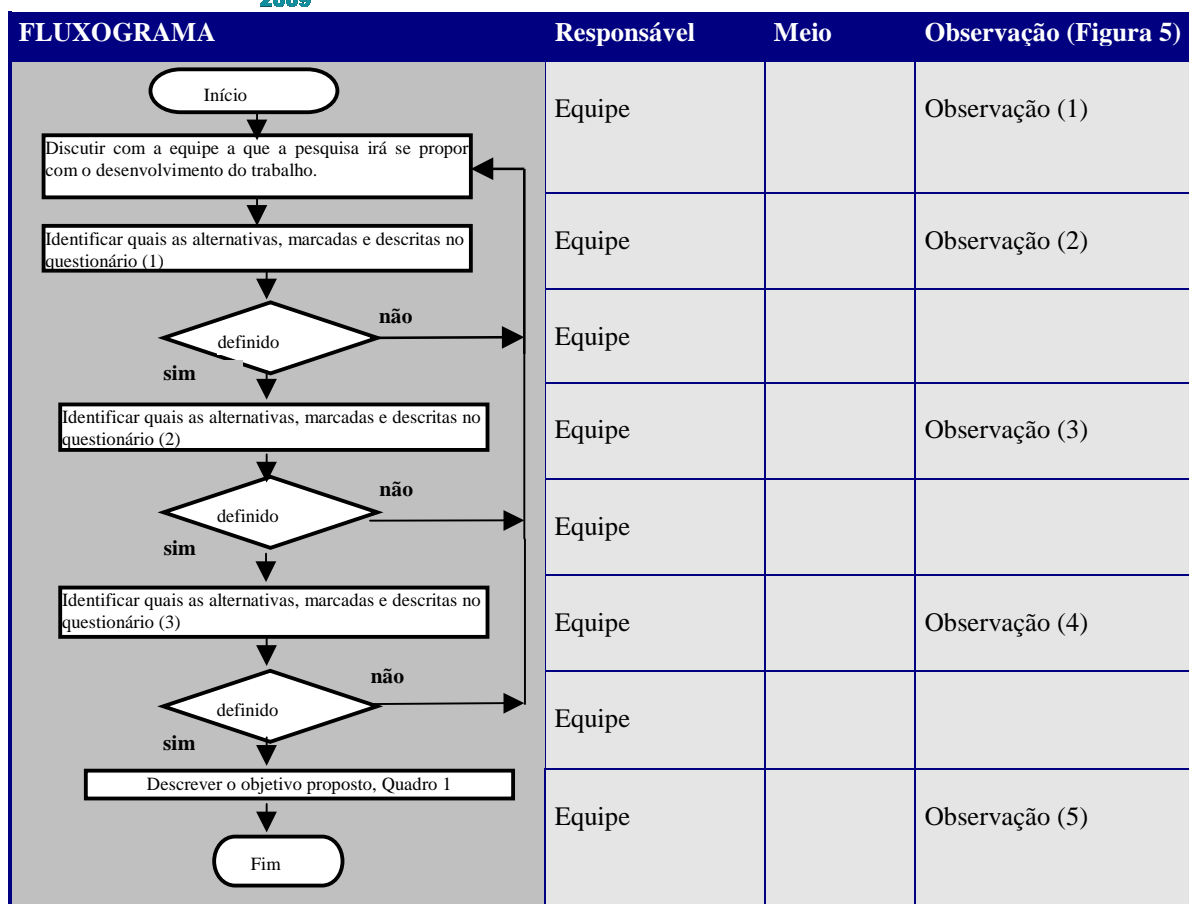 2009
FLUXOGRAMA Responsável Meio Observação (Figura 5)
Início
Equipe Observação (1)
Discutir com a equipe a que a pesquisa irá se propor
com o desenvolvimento do trabalho.
Identificar quais as alternativas, marcadas e descritas no
questionário (1)
Equipe Observação (2)
não
definido
Equipe
sim
Identificar quais as alternativas, marcadas e descritas no
questionário (2)
Equipe Observação (3)
não
definido
Equipe
sim
Identificar quais as alternativas, marcadas e descritas no
questionário (3)
Equipe Observação (4)
não
definido
Equipe
sim
Descrever o objetivo proposto, Quadro 1
Equipe Observação (5)
Fim